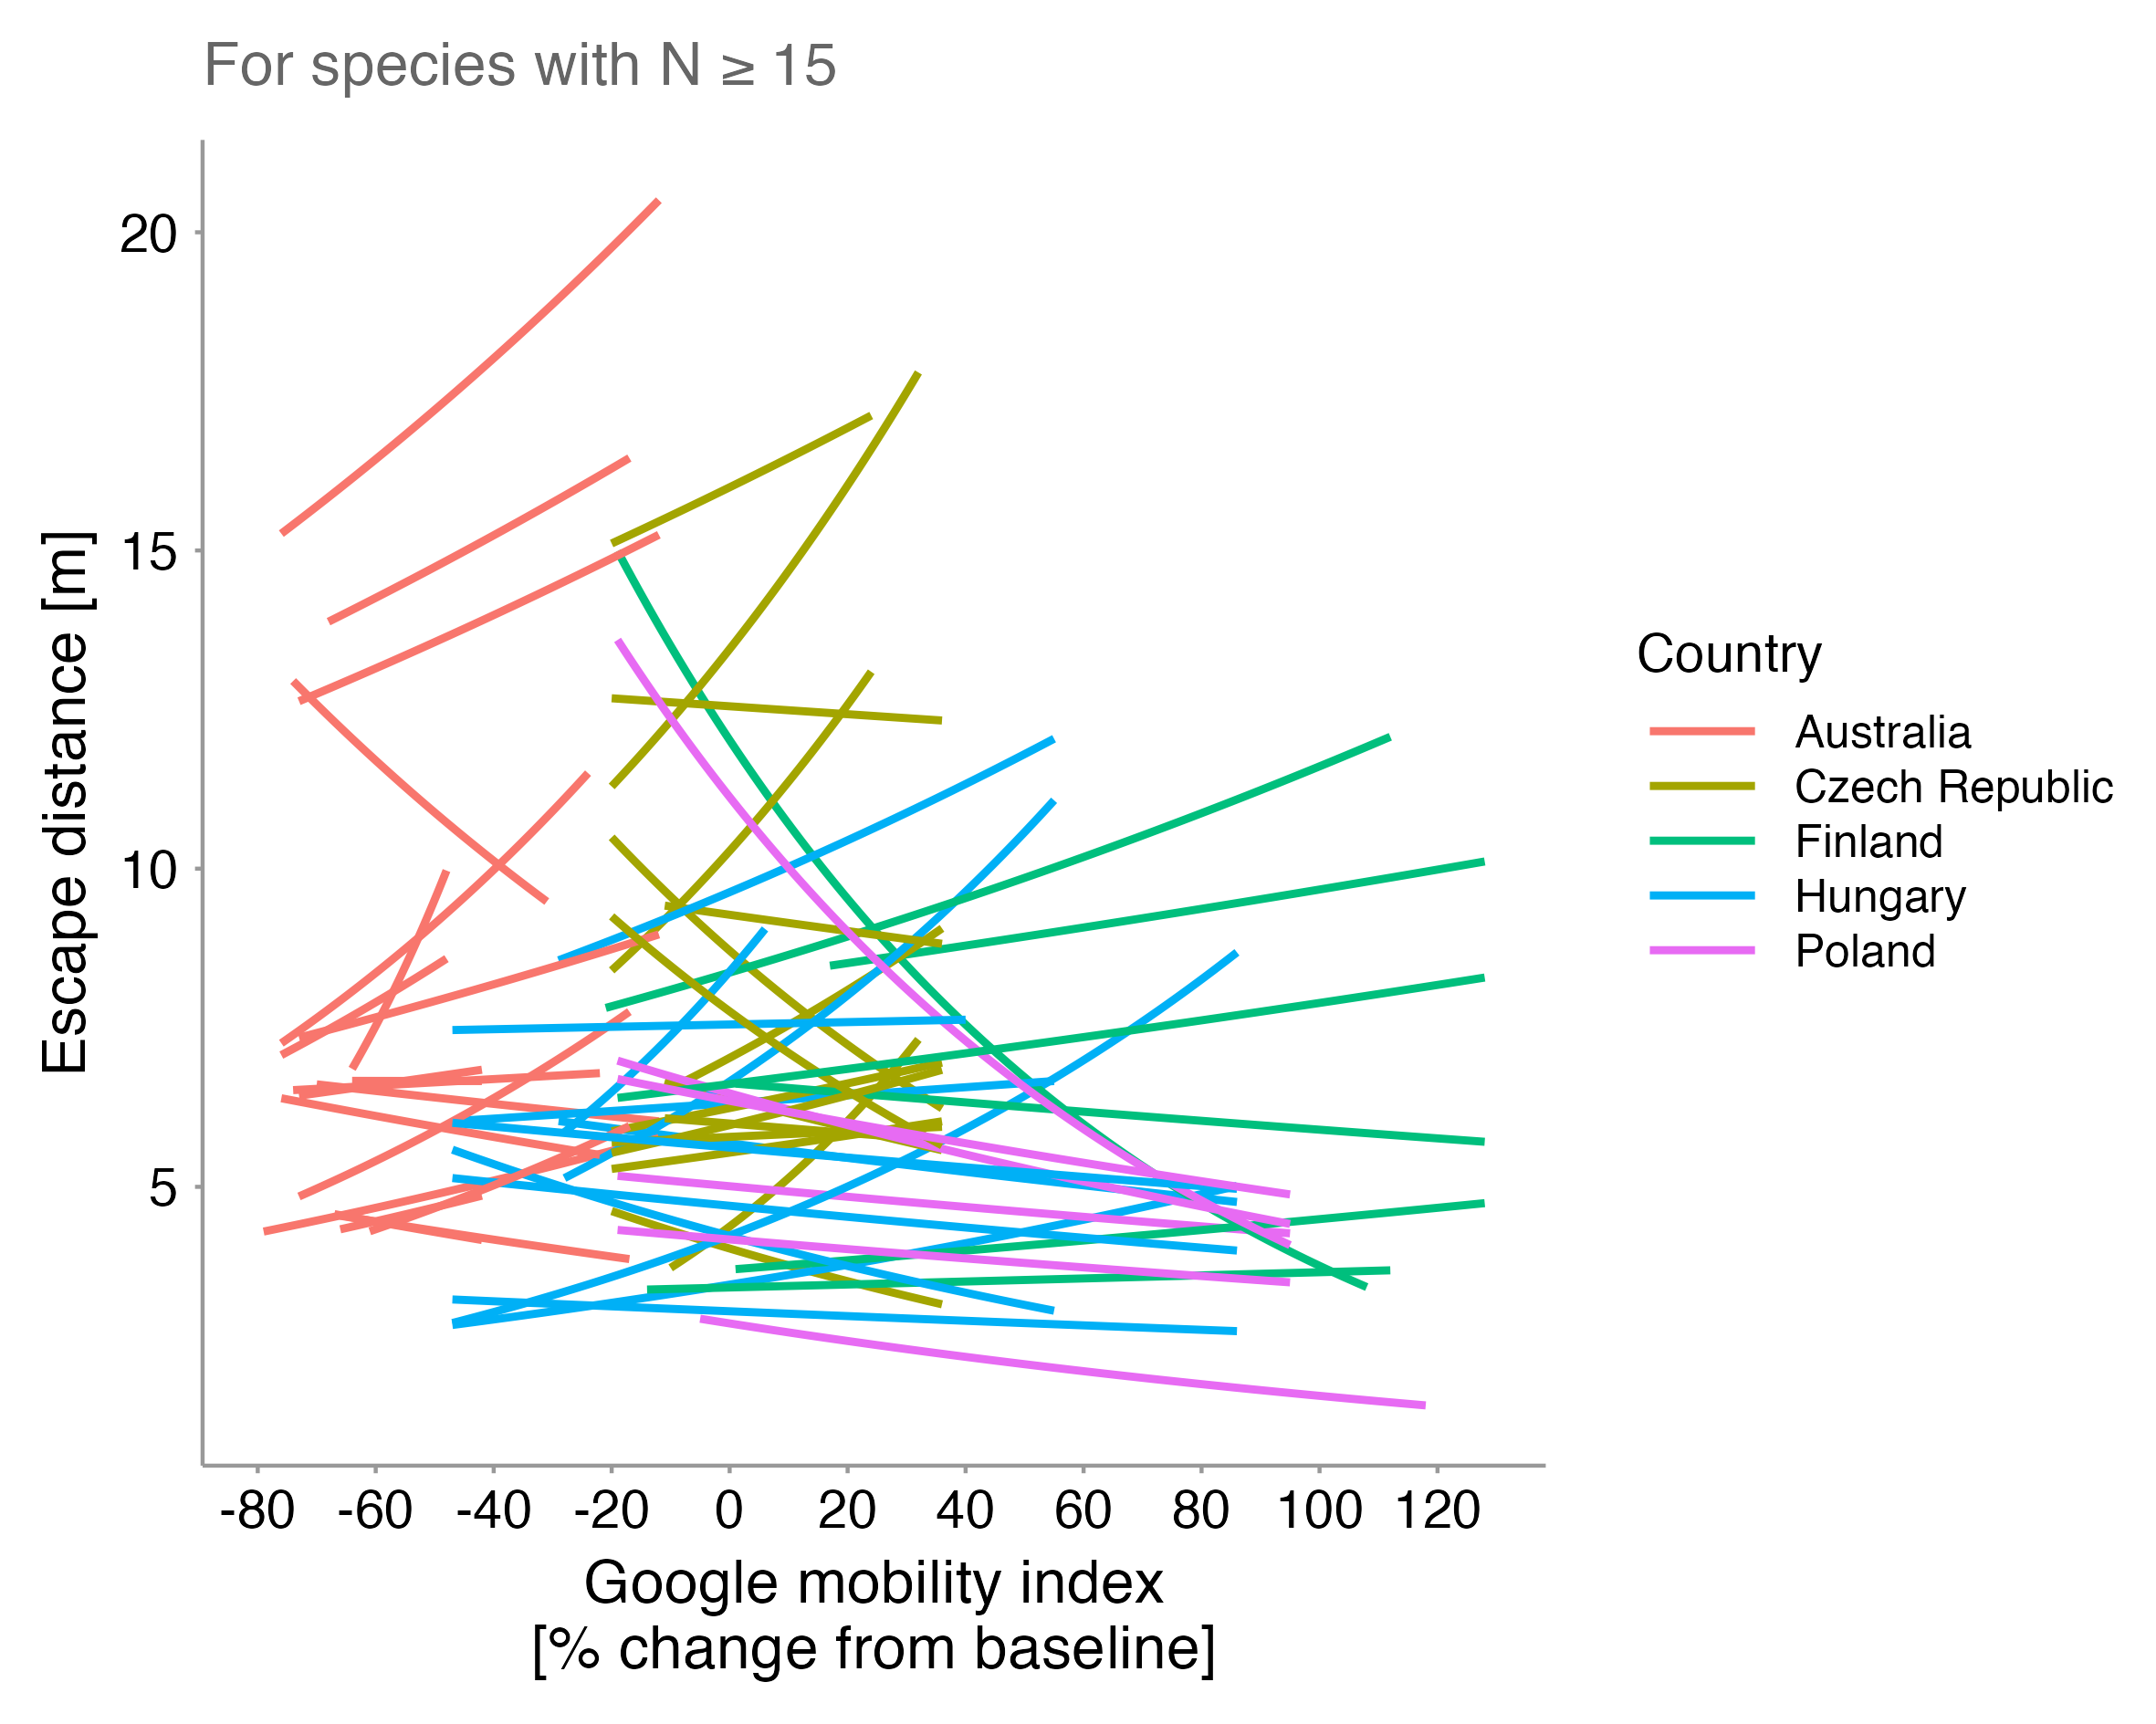 For species with N ≥ 15
Escape distance [m]
20
15
10
5
-80 -60 -40 -20 0 20 40 60 80 100 120
Google mobility index
[% change from baseline]
Country
Australia
Czech Republic
Finland
Hungary
Poland